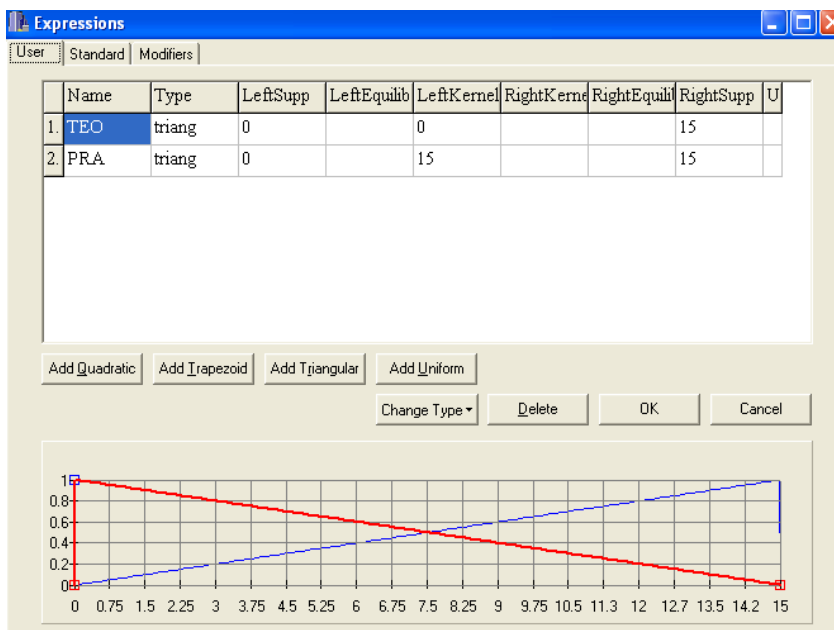 Expressions
User Standard Modifiers
Name Type LeftSupp LeftEquilib LeftKernel RightKerne RightEquilil RightSupp U
1. TEO triang 0 0 15
2. PRA triang 0 15 15
Add Quadratic Add Trapezoid Add Triangular Add Uniform
Change Type Delete OK Cancel
1
0.8
0.6
0.4
0.2
0
0 0.75 1.5 2.25 3 3.75 4.5 5.25 6 6.75 7.5 8.25 9 9.75 10.5 11.3 12 12.7 13.5 14.2 15